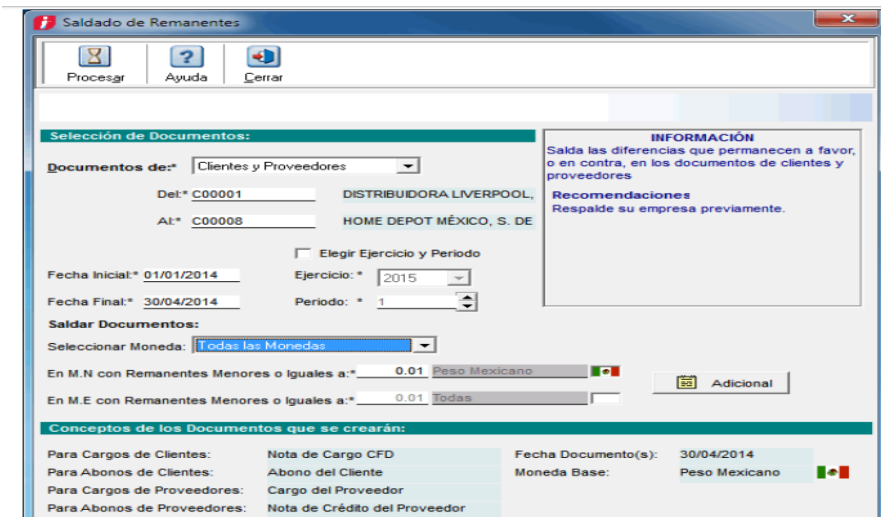 Saldado de Remanentes
Procesar Ayuda Cerrar
Selección de Documentos:
Documentos de:* Clientes y Proveedores
Del:* C00001 DISTRIBUIDORA LIVERPOOL,
Al:* C00008 HOME DEPOT MÉXICO, S. DE
Elegir Ejercicio y Periodo
Fecha Inicial:* 01/01/2014 Ejercicio: * 2015
Fecha Final:* 30/04/2014 Periodo: * 1
INFORMACIÓN
Salda las diferencias que permanecen a favor,
o en contra, en los documentos de clientes y
proveedores
Recomendaciones
Respalde su empresa previamente.
Saldar Documentos:
Seleccionar Moneda: Todas las Monedas
En M.N con Remanentes Menores o Iguales a:* 0.01 Peso Mexicano
En M.E con Remanentes Menores o Iguales a:* 0.01 Todas
Adicional
Conceptos de los Documentos que se crearán:
Para Cargos de Clientes: Nota de Cargo CFD Fecha Documento(s): 30/04/2014
Para Abonos de Clientes: Abono del Cliente Moneda Base: Peso Mexicano
Para Cargos de Proveedores: Cargo del Proveedor
Para Abonos de Proveedores: Nota de Crédito del Proveedor